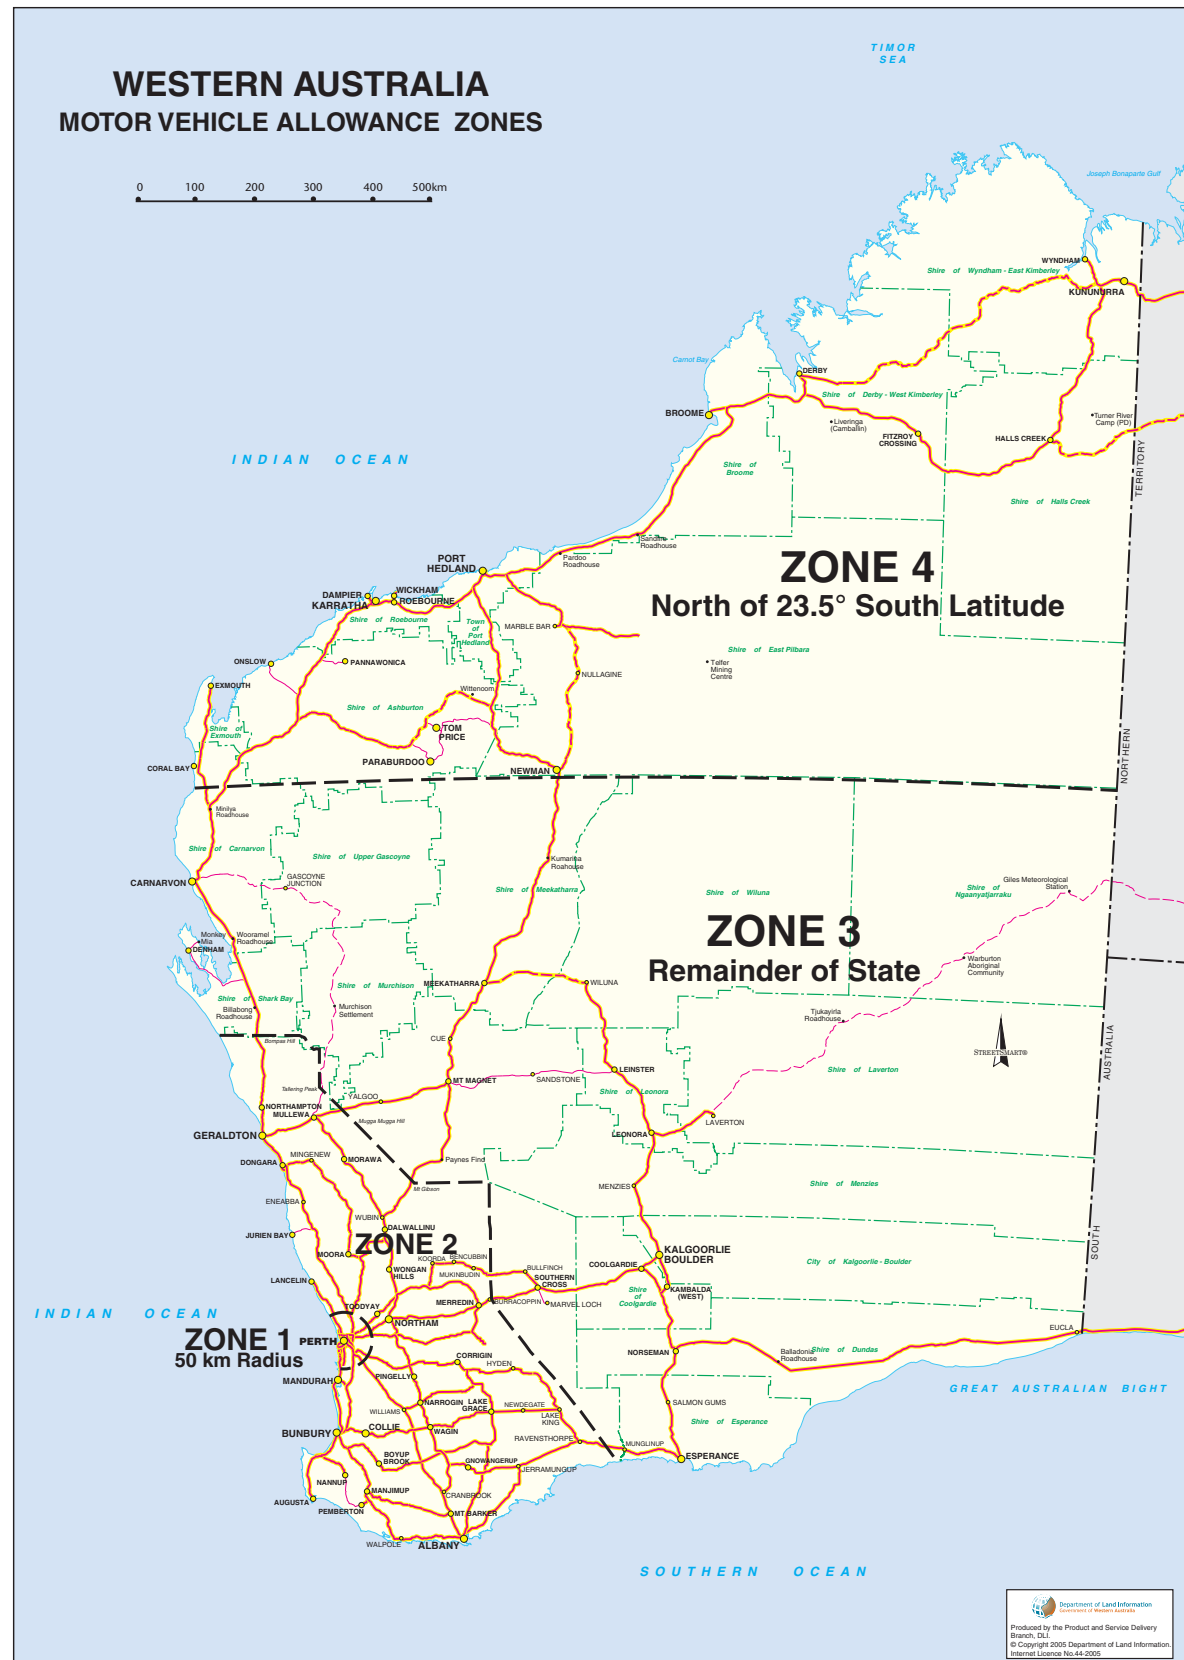 TIMOR
SEA
WESTERN AUSTRALIA
MOTOR VEHICLE ALLOWANCE ZONES
0 100 200 300 400 500km
Joseph Bonaparte Gulf
WYNDHAM
Shire of Wyndham - East Kimberley
KUNUNURRA
Carnot Bay
DERBY
Shire of Derby - West Kimberley
BROOME
Liveringa
(Camballin)
Turner River
Camp (PD)
FITZROY
CROSSING
HALLS CREEK
INDIAN OCEAN
Shire of
Broome
Shire of Halls Creek
TERRITORY
NORTHERN
Sandfire
Roadhouse
Pardoo
Roadhouse
PORT
HEDLAND
ZONE 4
North of 23.5° South Latitude
DAMPIER
WICKHAM
KARRATHA
ROEBOURNE
Shire of Roebourne
Town
of
Port
Hedland
MARBLE BAR
Shire of East Pilbara
ONSLOW
PANNAWONICA
Telfer
Mining
Centre
NULLAGINE
EXMOUTH
Wittenoom
Shire of Ashburton
Shire of
Exmouth
TOM
PRICE
CORAL BAY
PARABURDOO
NEWMAN
Minilya
Roadhouse
Shire of Carnarvon
Shire of Upper Gascoyne
Kumarina
Roahouse
CARNARVON
GASCOYNE
JUNCTION
Shire of Meekatharra
Shire of Wiluna
Shire of
Ngaanyatjarraku
Giles Meteorological
Station
ZONE 3
Remainder of State
Monkey
Mia
DENHAM
Wooramel
Roadhouse
Warburton
Aboriginal
Community
Shire of Shark Bay
Shire of Murchison
MEEKATHARRA
WILUNA
Billabong
Roadhouse
Murchison
Settlement
Tjukayirla
Roadhouse
Bompas Hill
CUE
STREETSMART®
AUSTRALIA
SOUTH
LEINSTER
Shire of Laverton
Tallering Peak
MT MAGNET
SANDSTONE
Shire of Leonora
YALGOO
NORTHAMPTON
MULLEWA
Mugga Mugga Hill
LAVERTON
GERALDTON
LEONORA
DONGARA
MINGENEW
MORAWA
Paynes Find
Mt Gibson
MENZIES
Shire of Menzies
ENEABBA
WUBIN
DALWALLINU
JURIEN BAY
ZONE 2
MOORA
KOORDA
BENCUBBIN
KALGOORLIE
BOULDER
City of Kalgoorlie - Boulder
WONGAN
HILLS
MUKINBUDIN
BULLFINCH
COOLGARDIE
LANCELIN
SOUTHERN
CROSS
KAMBALDA
(WEST)
Shire
of
Coolgardie
TOODYAY
MERREDIN
BURRACOPPIN
MARVEL LOCH
INDIAN OCEAN
NORTHAM
EUCLA
ZONE 1
50 km Radius
PERTH
CORRIGIN
HYDEN
NORSEMAN
Balladonia
Roadhouse
Shire of Dundas
MANDURAH
PINGELLY
GREAT AUSTRALIAN BIGHT
WILLIAMS
NARROGIN
LAKE
GRACE
NEWDEGATE
LAKE
KING
SALMON GUMS
Shire of Esperance
BUNBURY
COLLIE
WAGIN
RAVENSTHORPE
MUNGLINUP
BOYUP
BROOK
GNOWANGERUP
JERRAMUNGUP
ESPERANCE
NANNUP
MANJIMUP
CRANBROOK
AUGUSTA
PEMBERTON
MT BARKER
WALPOLE
ALBANY
SOUTHERN OCEAN
Department of Land Information
Government of Western Australia
Produced by the Product and Service Delivery
Branch, DLI.
© Copyright 2005 Department of Land Information.
Internet Licence No.44-2005